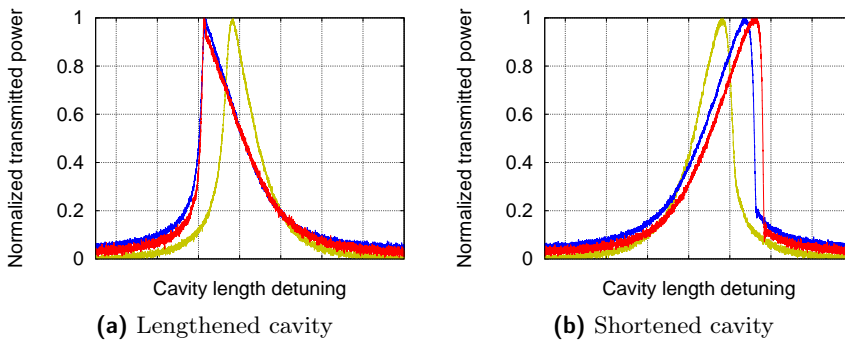 Normalized transmitted power
1
0.8
0.6
0.4
0.2
0
Cavity length detuning
(a) Lengthened cavity
Normalized transmitted power
1
0.8
0.6
0.4
0.2
0
Cavity length detuning
(b) Shortened cavity